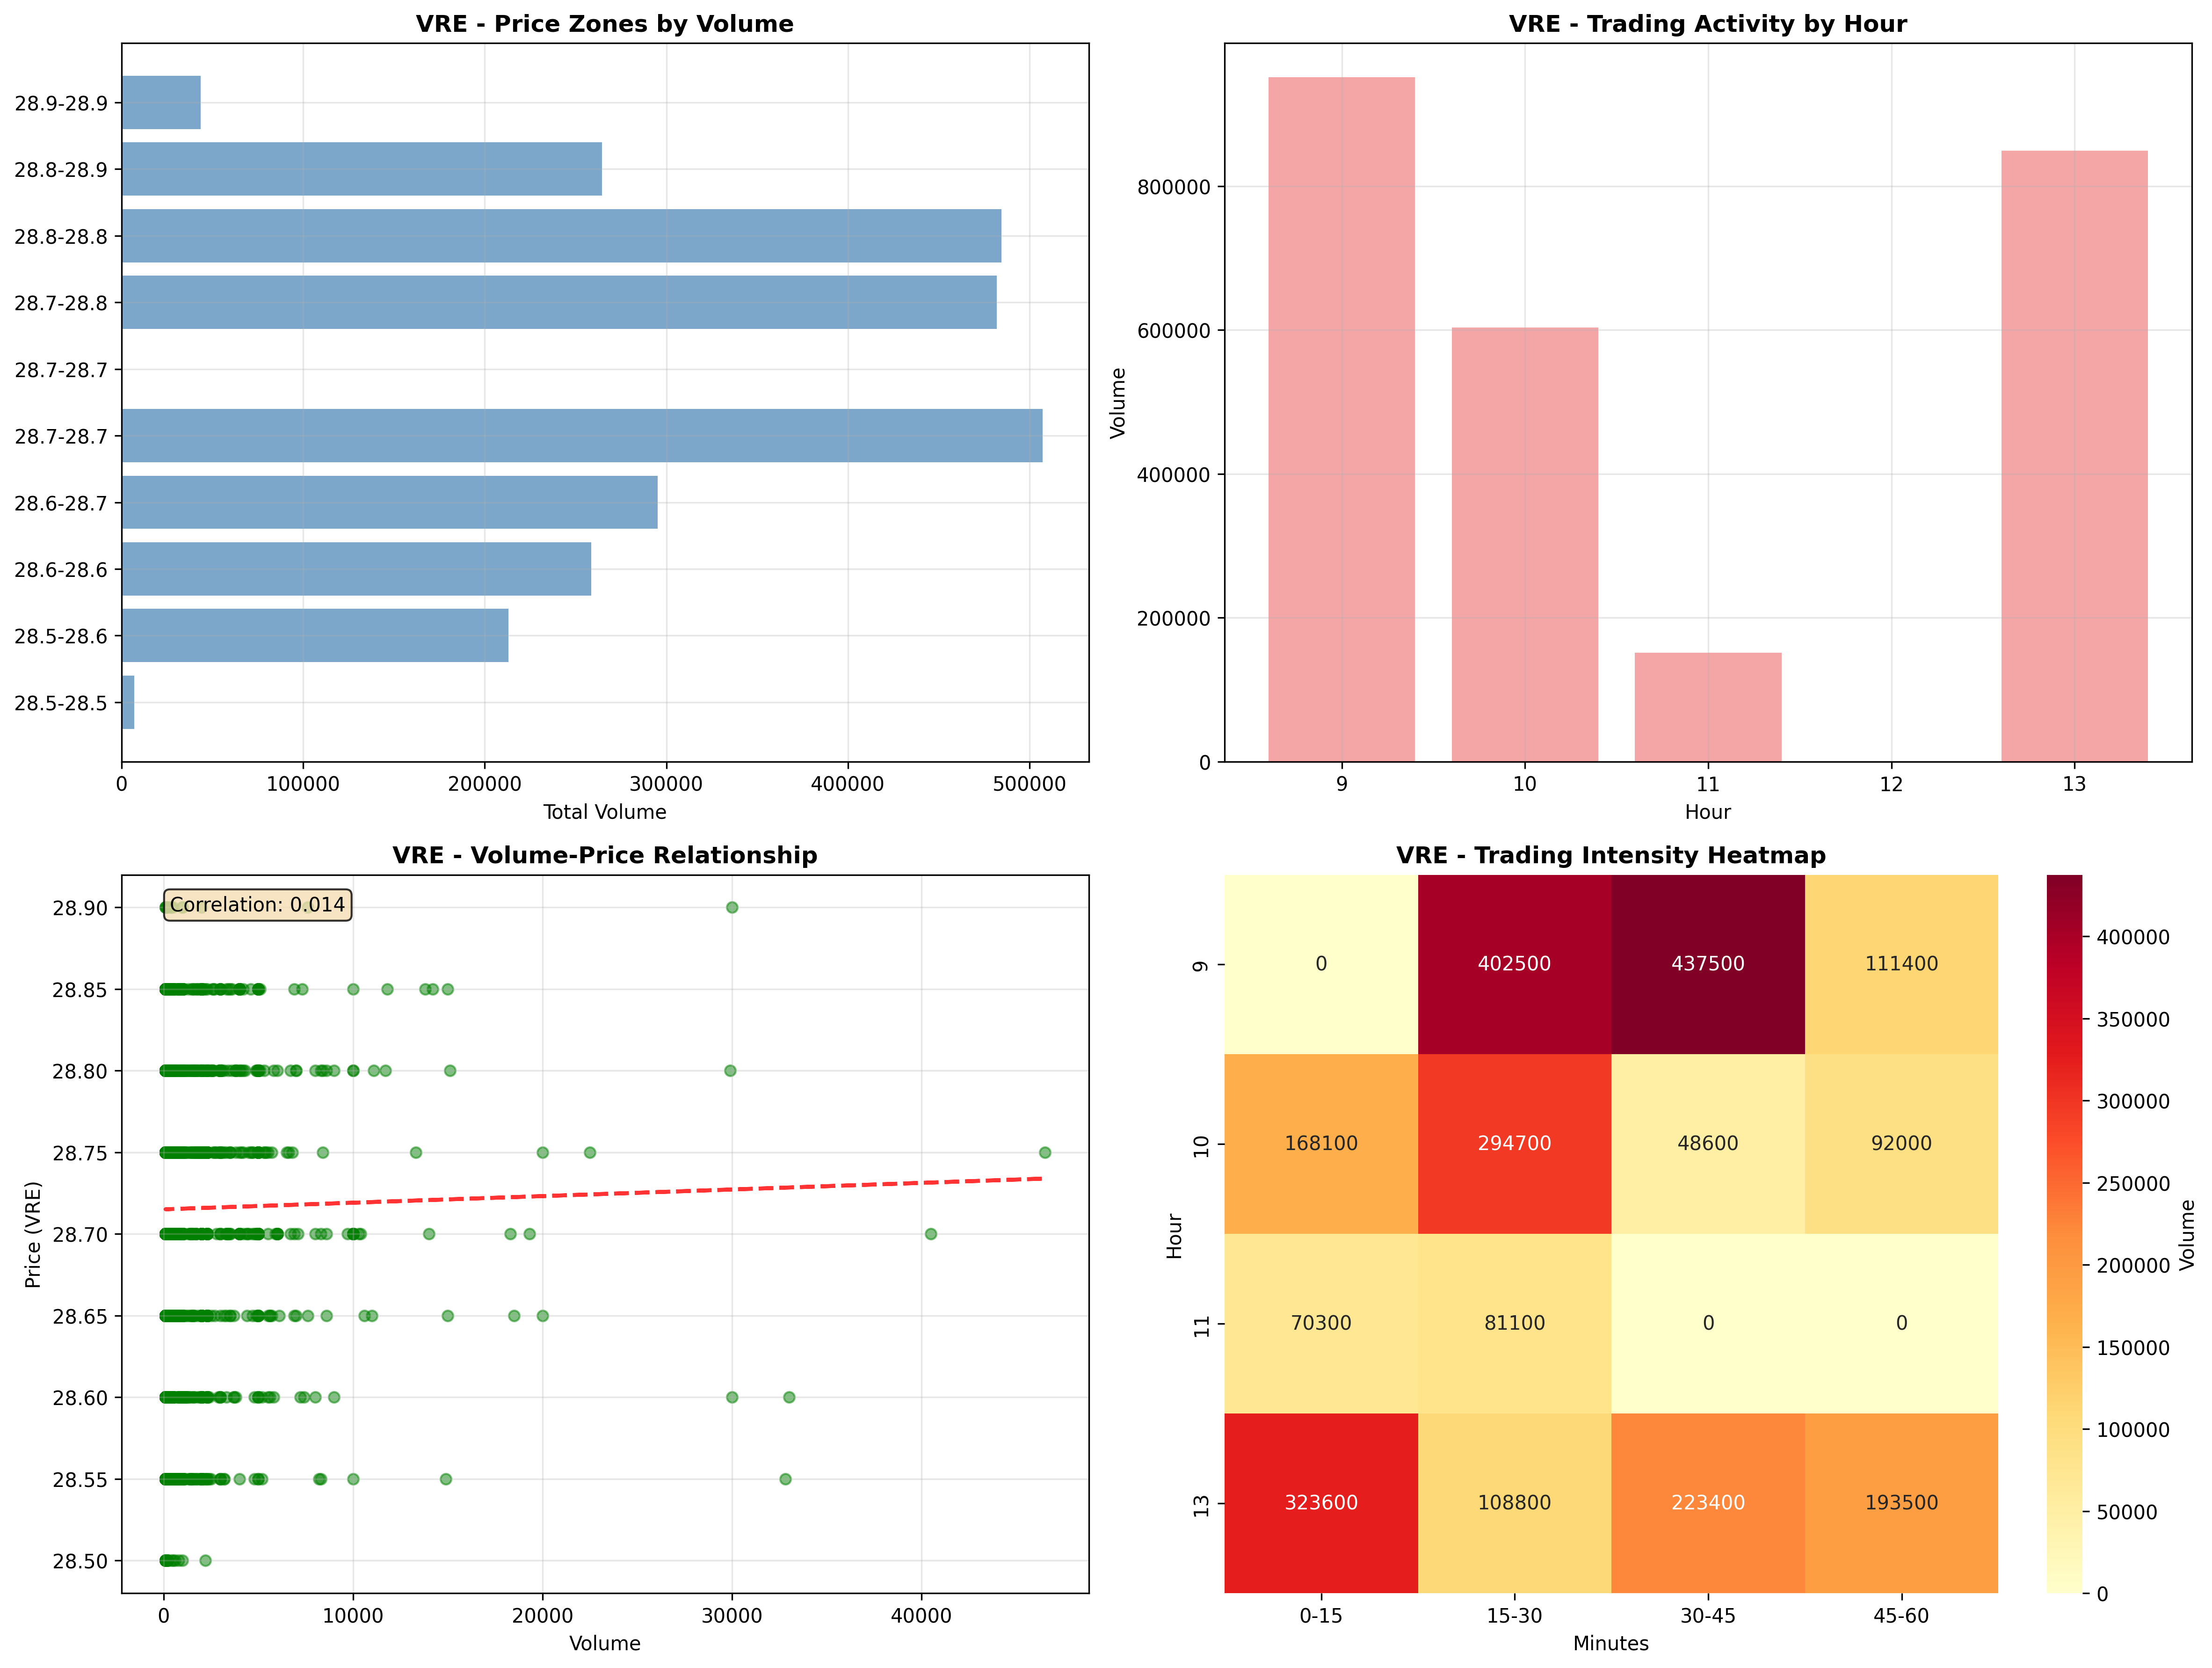 VRE - Price Zones by Volume
28.9-28.9
28.8-28.9
28.8-28.8
28.7-28.8
28.7-28.7
28.7-28.7
28.6-28.7
28.6-28.6
28.5-28.6
28.5-28.5
0 100000 200000 300000 400000 500000
Total Volume
VRE - Trading Activity by Hour
Volume
800000
600000
400000
200000
0
9 10 11 12 13
Hour
VRE - Volume-Price Relationship
Correlation: 0.014
Price (VRE)
28.90
28.85
28.80
28.75
28.70
28.65
28.60
28.55
28.50
0 10000 20000 30000 40000
Volume
VRE - Trading Intensity Heatmap
Hour
9 0 402500 437500 111400
10 168100 294700 48600 92000
11 70300 81100 0 0
13 323600 108800 223400 193500
0-15 15-30 30-45 45-60
Minutes
400000
350000
300000
250000
200000
150000
100000
50000
0
Volume